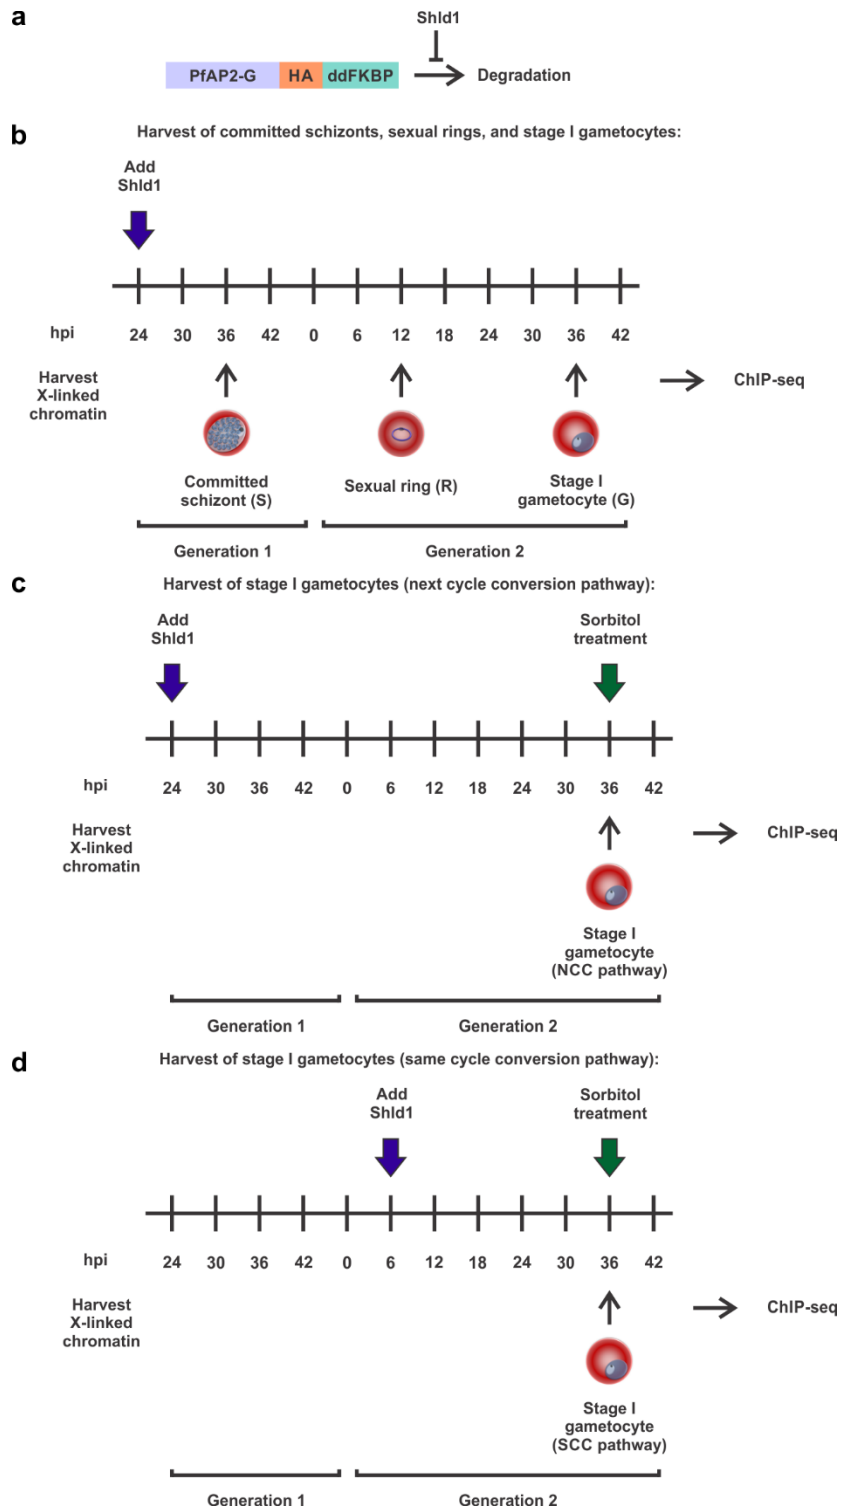 a
Shld1
PfAP2-G HA ddFKBP Degradation
b
Harvest of committed schizonts, sexual rings, and stage I gametocytes:
Add
Shld1
hpi 24 30 36 42 0 6 12 18 24 30 36 42
Harvest
X-linked
chromatin
ChIP-seq
Committed
schizont (S)
Sexual ring (R)
Stage I
gametocyte (G)
Generation 1 Generation 2
c
Harvest of stage I gametocytes (next cycle conversion pathway):
Add
Shld1
Sorbitol
treatment
hpi 24 30 36 42 0 6 12 18 24 30 36 42
Harvest
X-linked
chromatin
ChIP-seq
Stage I
gametocyte
(NCC pathway)
Generation 1 Generation 2
d
Harvest of stage I gametocytes (same cycle conversion pathway):
Add
Shld1
Sorbitol
treatment
hpi 24 30 36 42 0 6 12 18 24 30 36 42
Harvest
X-linked
chromatin
ChIP-seq
Stage I
gametocyte
(SCC pathway)
Generation 1 Generation 2